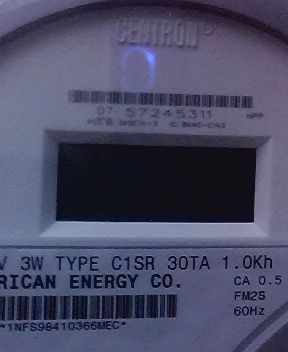 CENTRON®
07 57245311
V 3W TYPE C1SR 30TA 1.0Kh
RICAN ENERGY CO. CA 0.5
FM2S
60Hz
*1NFS98410366MEC*